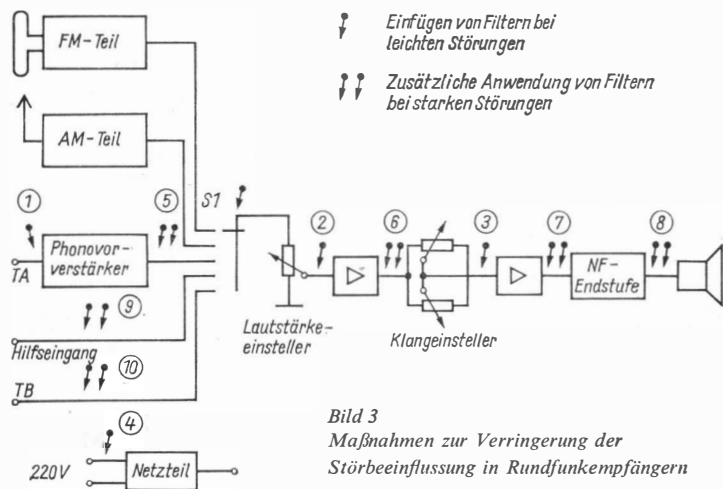 FM-Teil
Einfügen von Filtern bei
leichten Störungen
Zusätzliche Anwendung von Filtern
bei starken Störungen
AM-Teil
1
5
S1
2
6
3
7
8
TA
Phonovor-
verstärker
NF-
Endstufe
9
Hilfseingang
Lautstärke-
einsteller
Klangeinsteller
10
TB
4
220V
Netzteil
Bild 3
Maßnahmen zur Verringerung der
Störbeeinflussung in Rundfunkempfängern